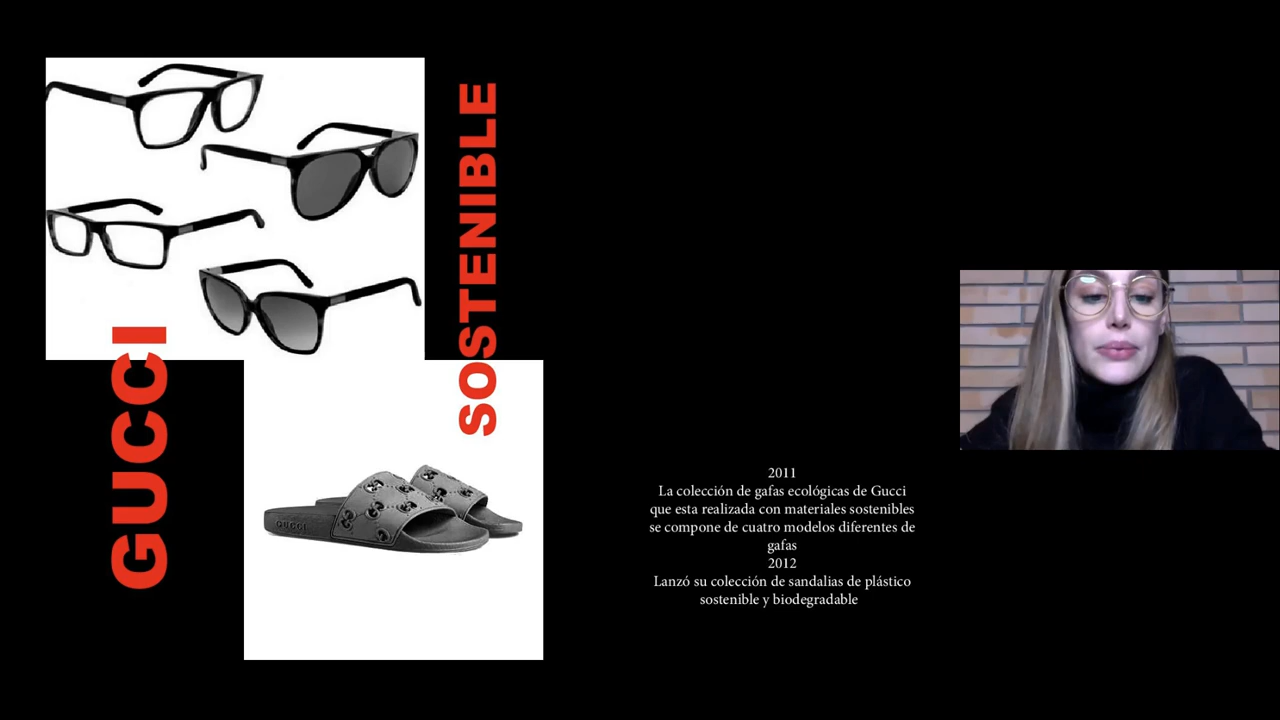 GUCCI
SOSTENIBLE
GUCCI
2011
La colección de gafas ecológicas de Gucci
que esta realizada con materiales sostenibles
se compone de cuatro modelos diferentes de
gafas
2012
Lanzó su colección de sandalias de plástico
sostenible y biodegradable